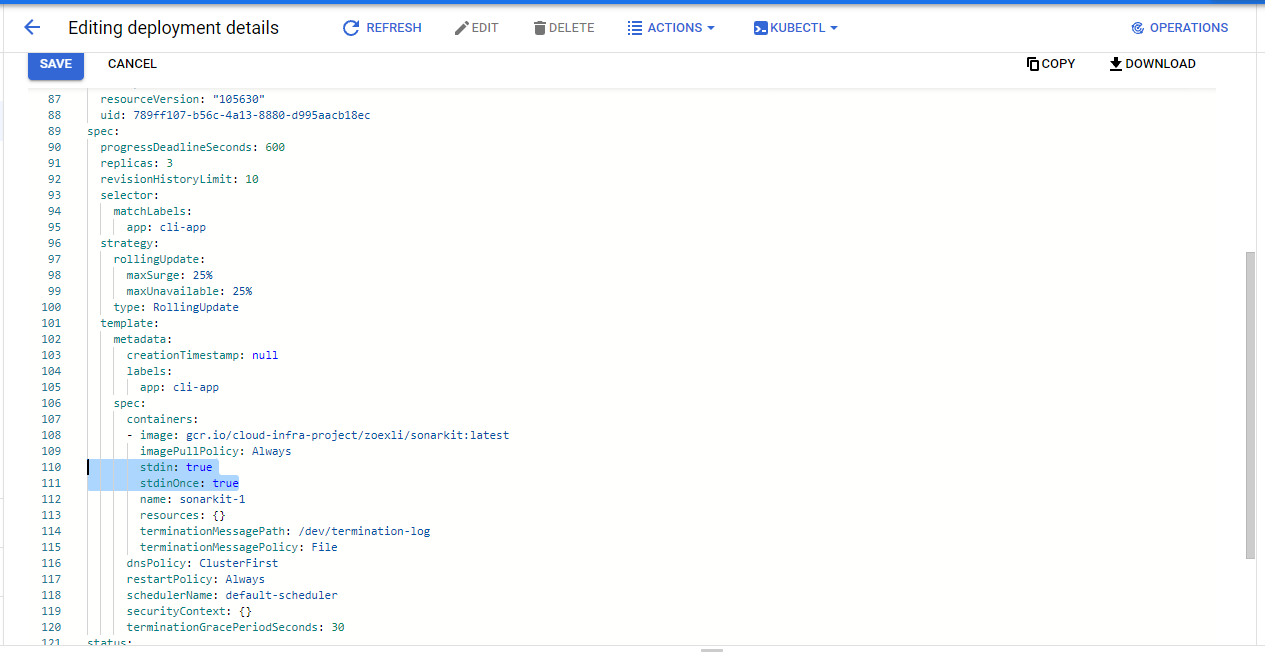 Editing deployment details REFRESH EDIT DELETE ACTIONS KUBECTL OPERATIONS
SAVE CANCEL COPY DOWNLOAD
87 resourceVersion: "105630"
88 uid: 789ff107-b56c-4a13-8880-d995aacb18ec
89 spec:
90 progressDeadlineSeconds: 600
91 replicas: 3
92 revisionHistoryLimit: 10
93 selector:
94 matchLabels:
95 app: cli-app
96 strategy:
97 rollingUpdate:
98 maxSurge: 25%
99 maxUnavailable: 25%
100 type: RollingUpdate
101 template:
102 metadata:
103 creationTimestamp: null
104 labels:
105 app: cli-app
106 spec:
107 containers:
108 - image: gcr.io/cloud-infra-project/zoexli/sonarkit:latest
109 imagePullPolicy: Always
110 stdin: true
111 stdinOnce: true
112 name: sonarkit-1
113 resources: {}
114 terminationMessagePath: /dev/termination-log
115 terminationMessagePolicy: File
116 dnsPolicy: ClusterFirst
117 restartPolicy: Always
118 schedulerName: default-scheduler
119 securityContext: {}
120 terminationGracePeriodSeconds: 30
121 status: